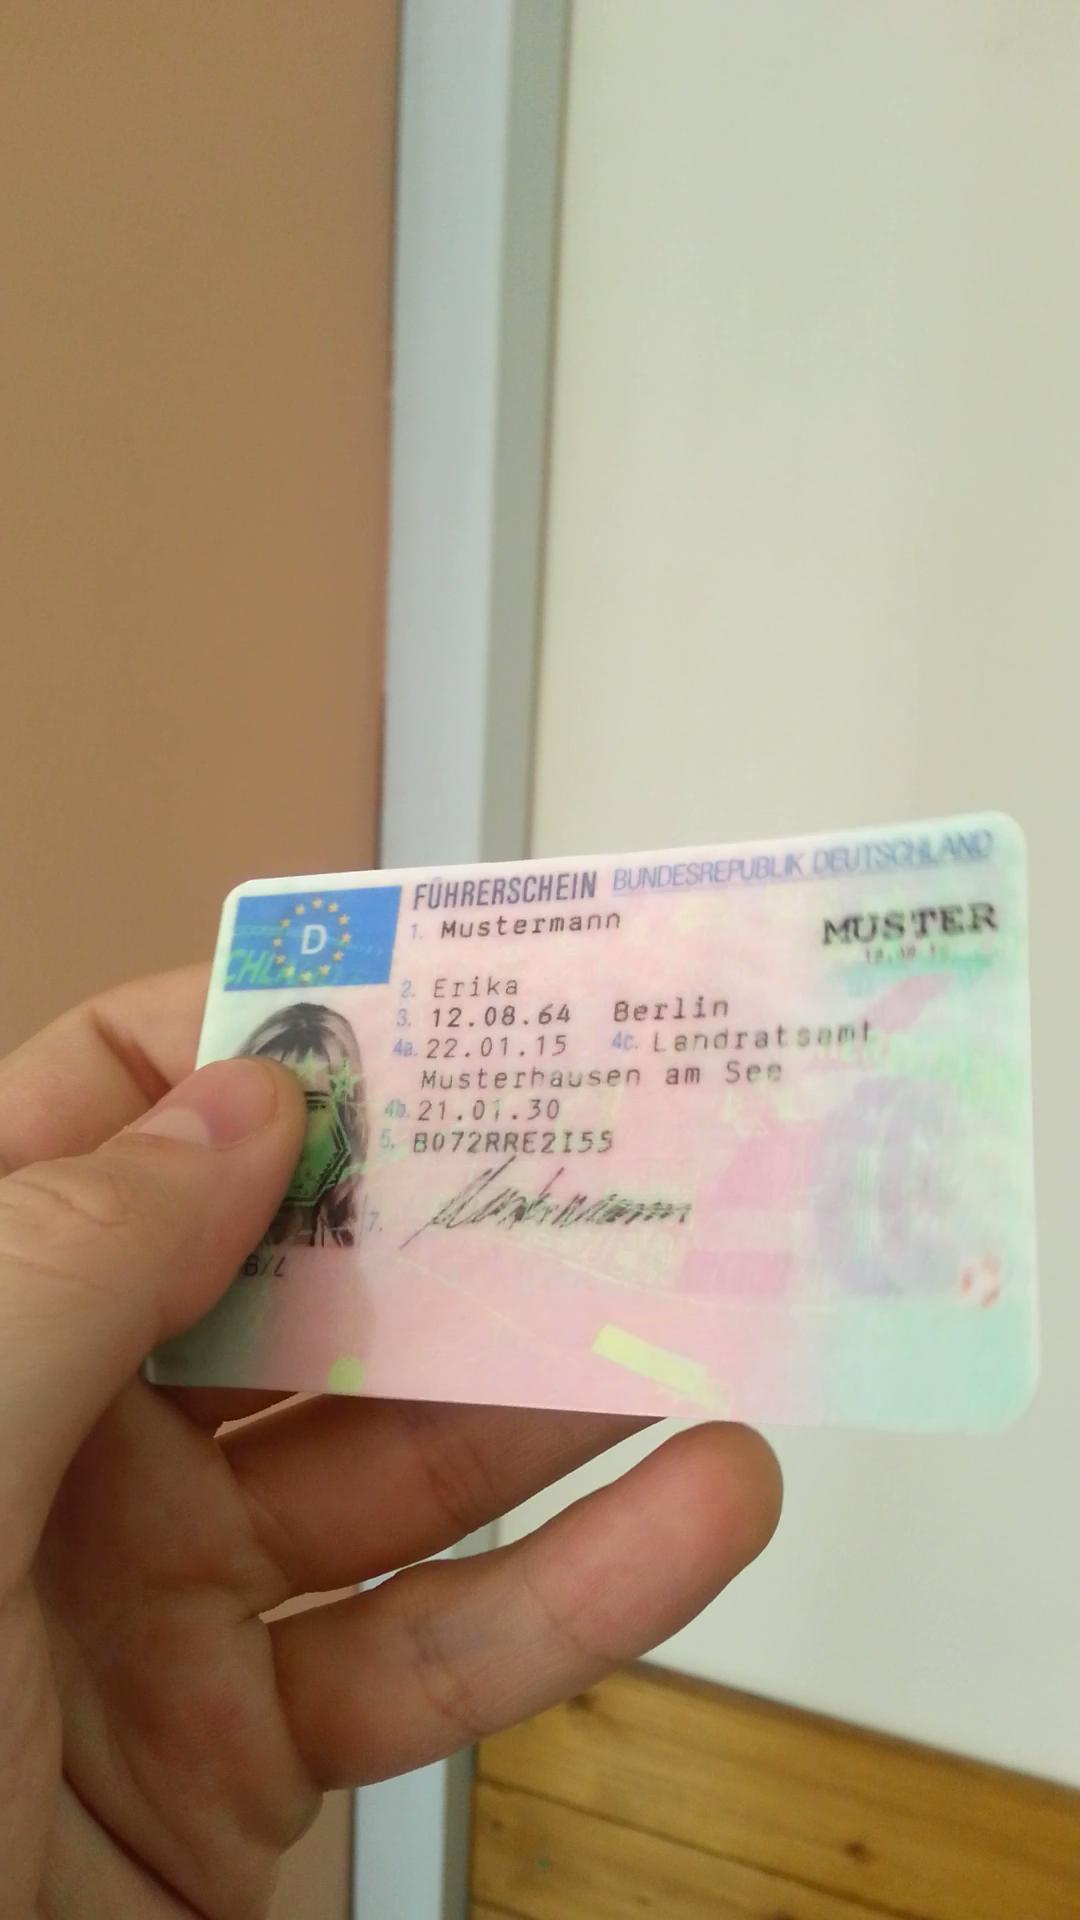 FÜHRERSCHEIN BUNDESREPUBLIK DEUTSCHLAND
D
1. Mustermann
MUSTER
2. Erika
3. 12.08.64 Berlin
4a. 22.01.15 4c. Landratsamt
Musterhausen am See
4b. 21.01.30
5. B072RRE2I55
7. Mustermann